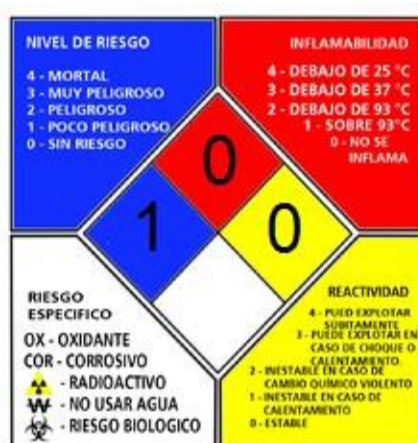 NIVEL DE RIESGO
4 - MORTAL
3 - MUY PELIGROSO
2 - PELIGROSO
1 - POCO PELIGROSO
0 - SIN RIESGO
INFLAMABILIDAD
4 - DEBAJO DE 25 °C
3 - DEBAJO DE 37 °C
2 - DEBAJO DE 93 °C
1 - SOBRE 93°C
0 - NO SE
INFLAMA
0
1
0
RIESGO
ESPECIFICO
OX - OXIDANTE
COR - CORROSIVO
- RADIOACTIVO
W - NO USAR AGUA
- RIESGO BIOLOGICO
REACTIVIDAD
4 - PUED EXPLOTAR
SUBITAMENTE
3 - PUEDE EXPLOTAR EN
CASO DE CHOQUE O
CALENTAMIENTO.
2 - INESTABLE EN CASO DE
CAMBIO QUÍMICO VIOLENTO
1 - INESTABLE EN CASO DE
CALENTAMIENTO
0 - ESTABLE